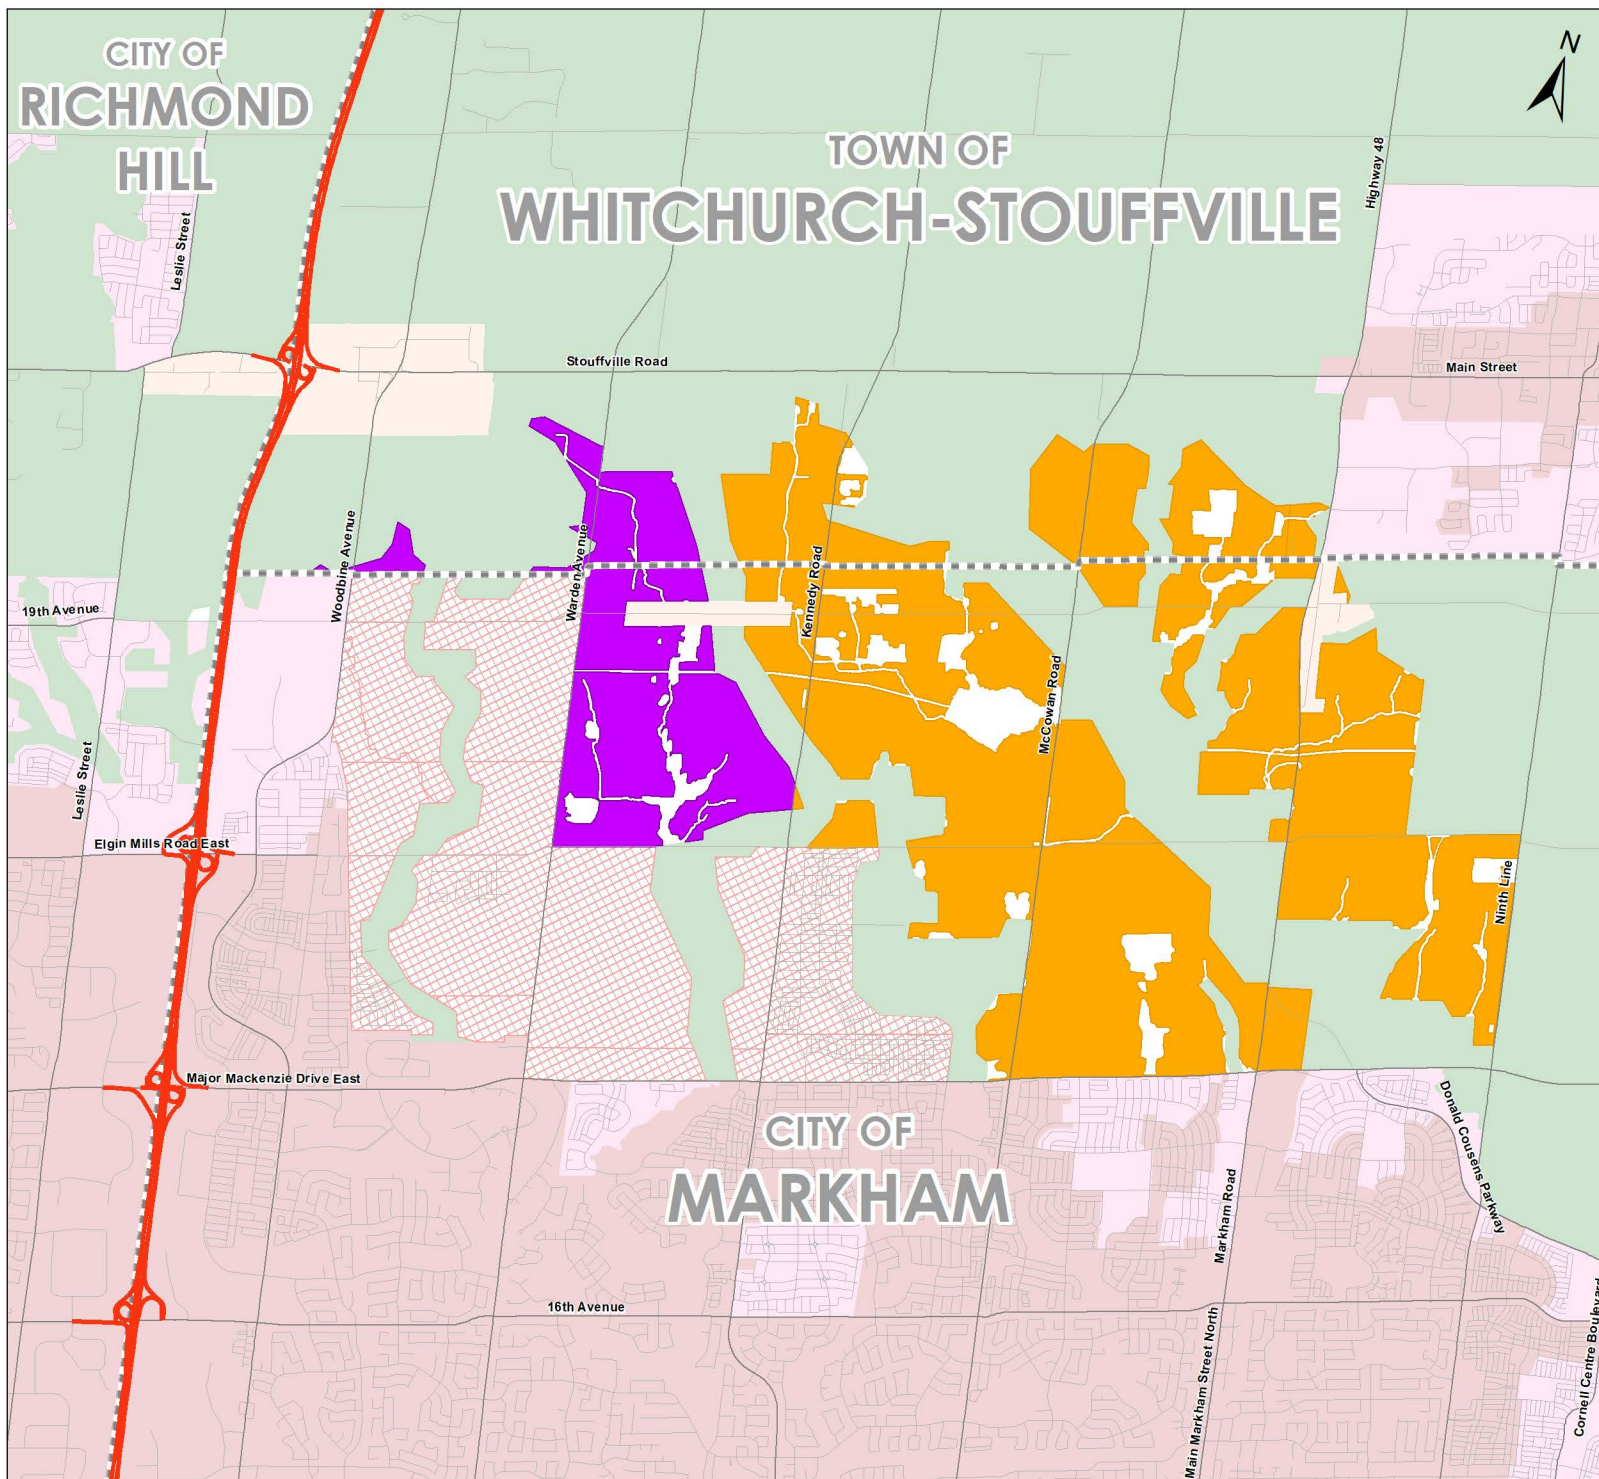 CITY OF
RICHMOND
HILL
N
TOWN OF
WHITCHURCH-STOUFFVILLE
Highway 48
Leslie Street
Stouffville Road
Main Street
Woodbine Avenue
Warden Avenue
Kennedy Road
19th Avenue
McCowan Road
Leslie Street
Elgin Mills Road East
Ninth Line
Major Mackenzie Drive East
Donald Cousens Parkway
CITY OF
MARKHAM
Markham Road
16th Avenue
Main Markham Street North
Cornell Centre Boulevard